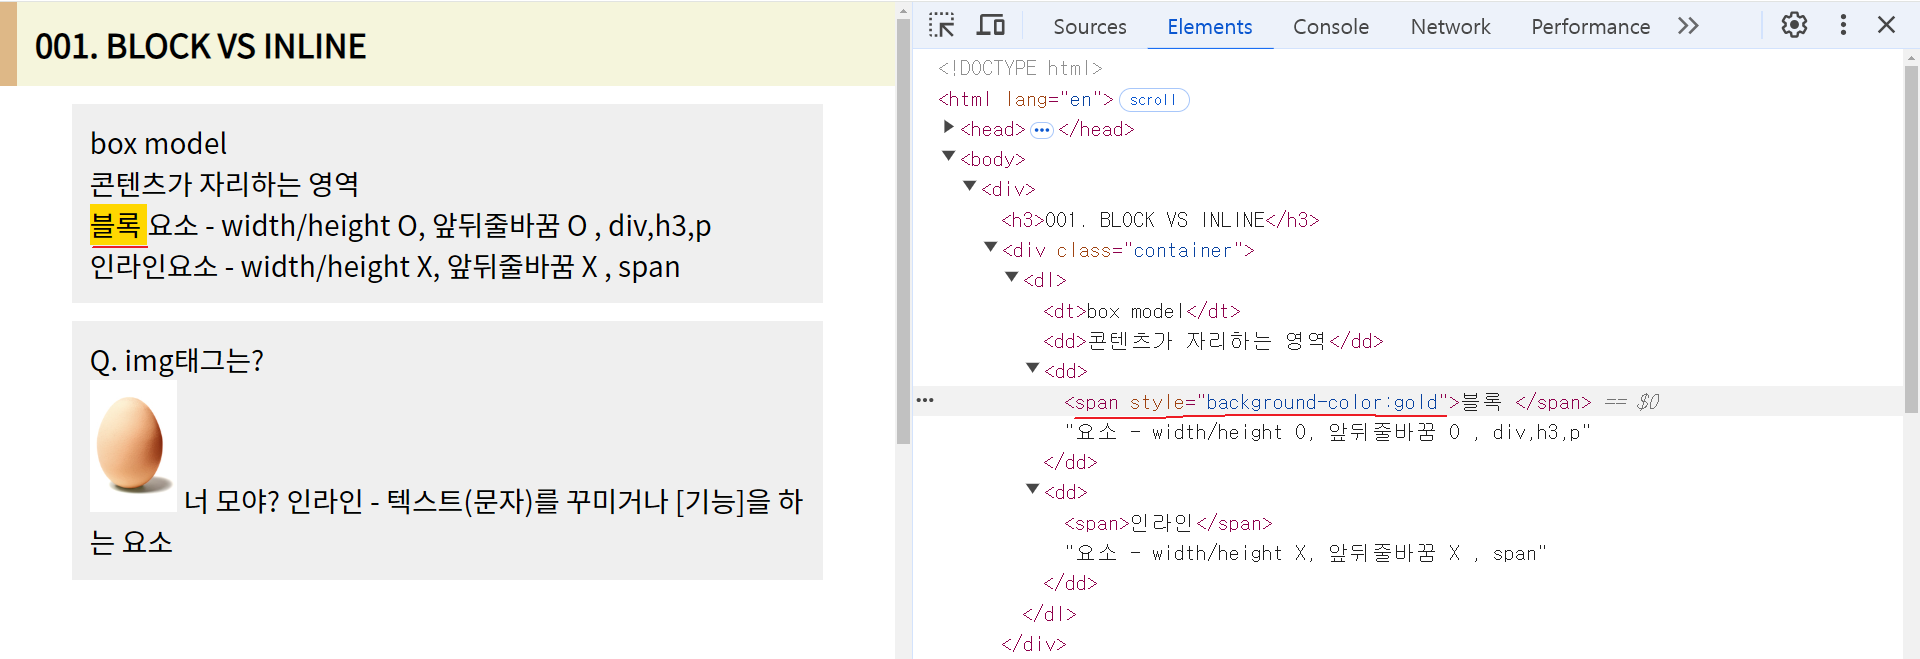 001. BLOCK VS INLINE
box model
콘텐츠가 자리하는 영역
블록 요소 - width/height O, 앞뒤줄바꿈 O , div,h3,p
인라인요소 - width/height X, 앞뒤줄바꿈 X , span
Q. img태그는?
너 모야? 인라인 - 텍스트(문자)를 꾸미거나 [기능]을 하
는 요소
Sources Elements Console Network Performance
<!DOCTYPE html>
<html lang="en"> scroll
<head> ••• </head>
<body>
<div>
<h3>001. BLOCK VS INLINE</h3>
<div class="container">
<dl>
<dt>box model</dt>
<dd>콘텐츠가 자리하는 영역</dd>
<dd>
<span style="background-color:gold">블록 </span> == $0
"요소 - width/height O, 앞뒤줄바꿈 O , div,h3,p"
</dd>
<dd>
<span>인라인</span>
"요소 - width/height X, 앞뒤줄바꿈 X , span"
</dd>
</dl>
</div>